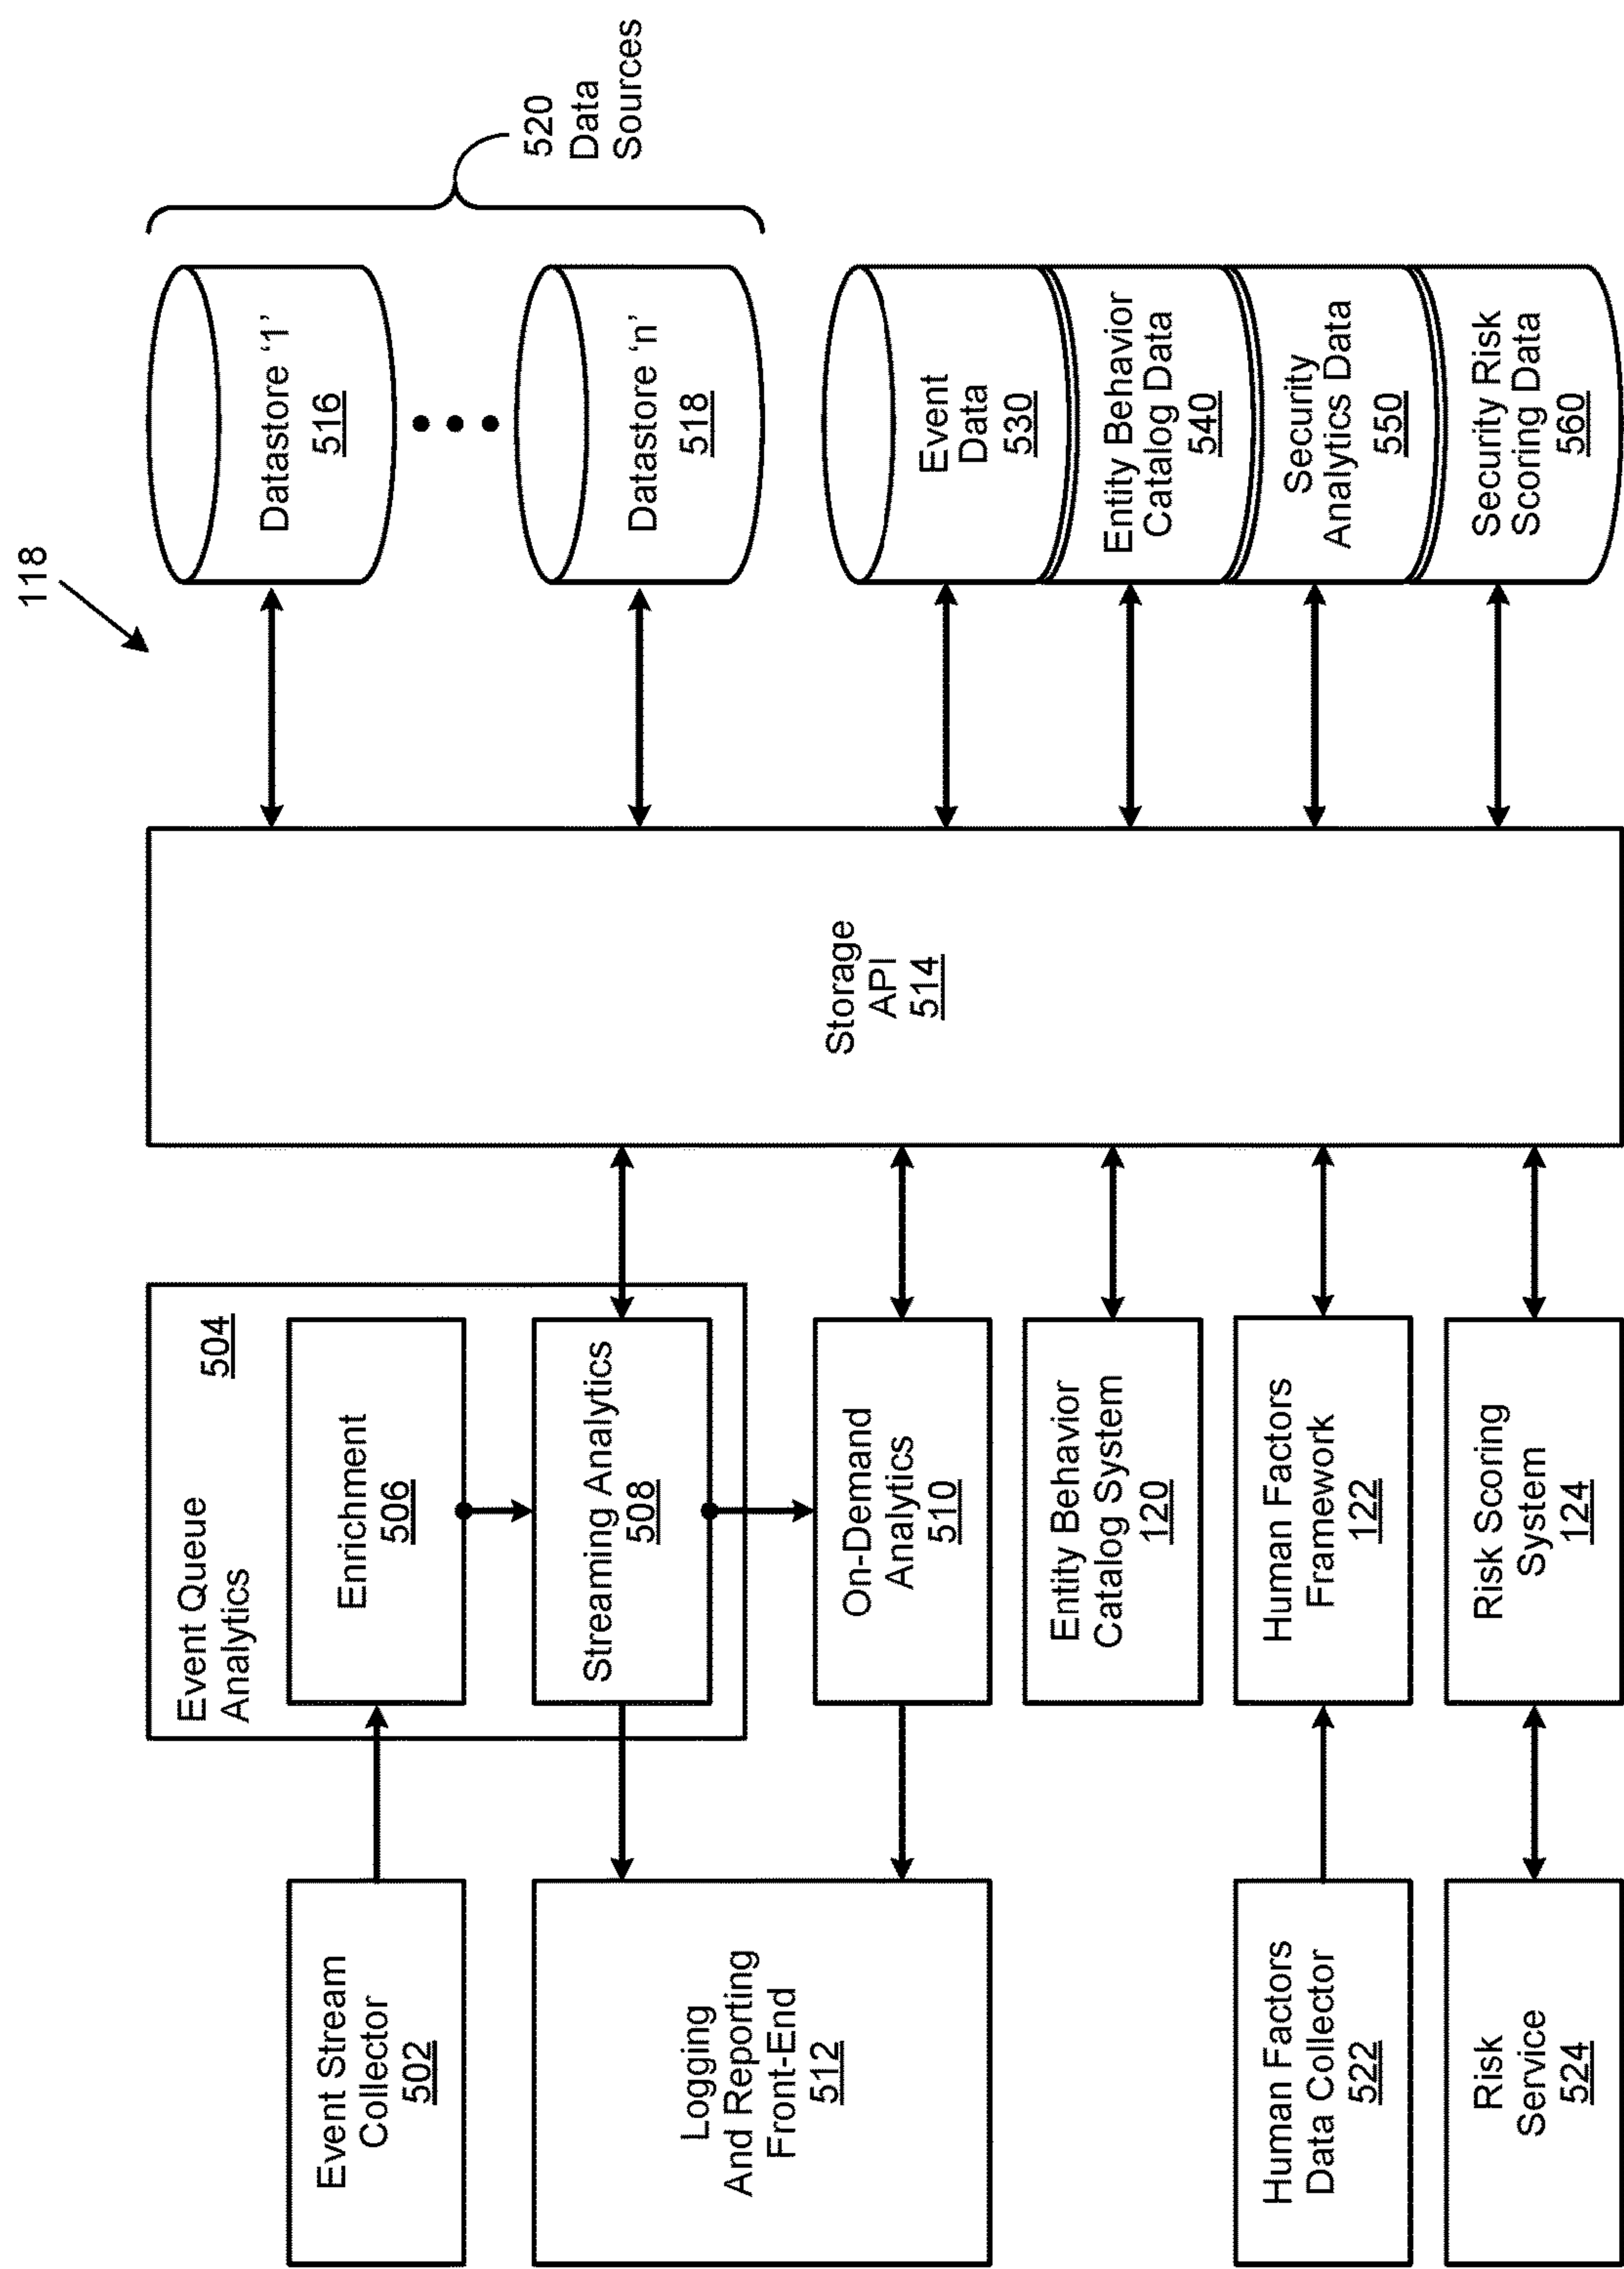 118
Event Queue
Analytics
504
Event Stream
Collector
502
Enrichment
506
Streaming Analytics
508
Logging
And Reporting
Front-End
512
On-Demand
Analytics
510
Entity Behavior
Catalog System
120
Human Factors
Data Collector
522
Human Factors
Framework
122
Risk
Service
524
Risk Scoring
System
124
Storage
API
514
Datastore ‘1’
516
Datastore ‘n’
518
520
Data
Sources
Event
Data
530
Entity Behavior
Catalog Data
540
Security
Analytics Data
550
Security Risk
Scoring Data
560